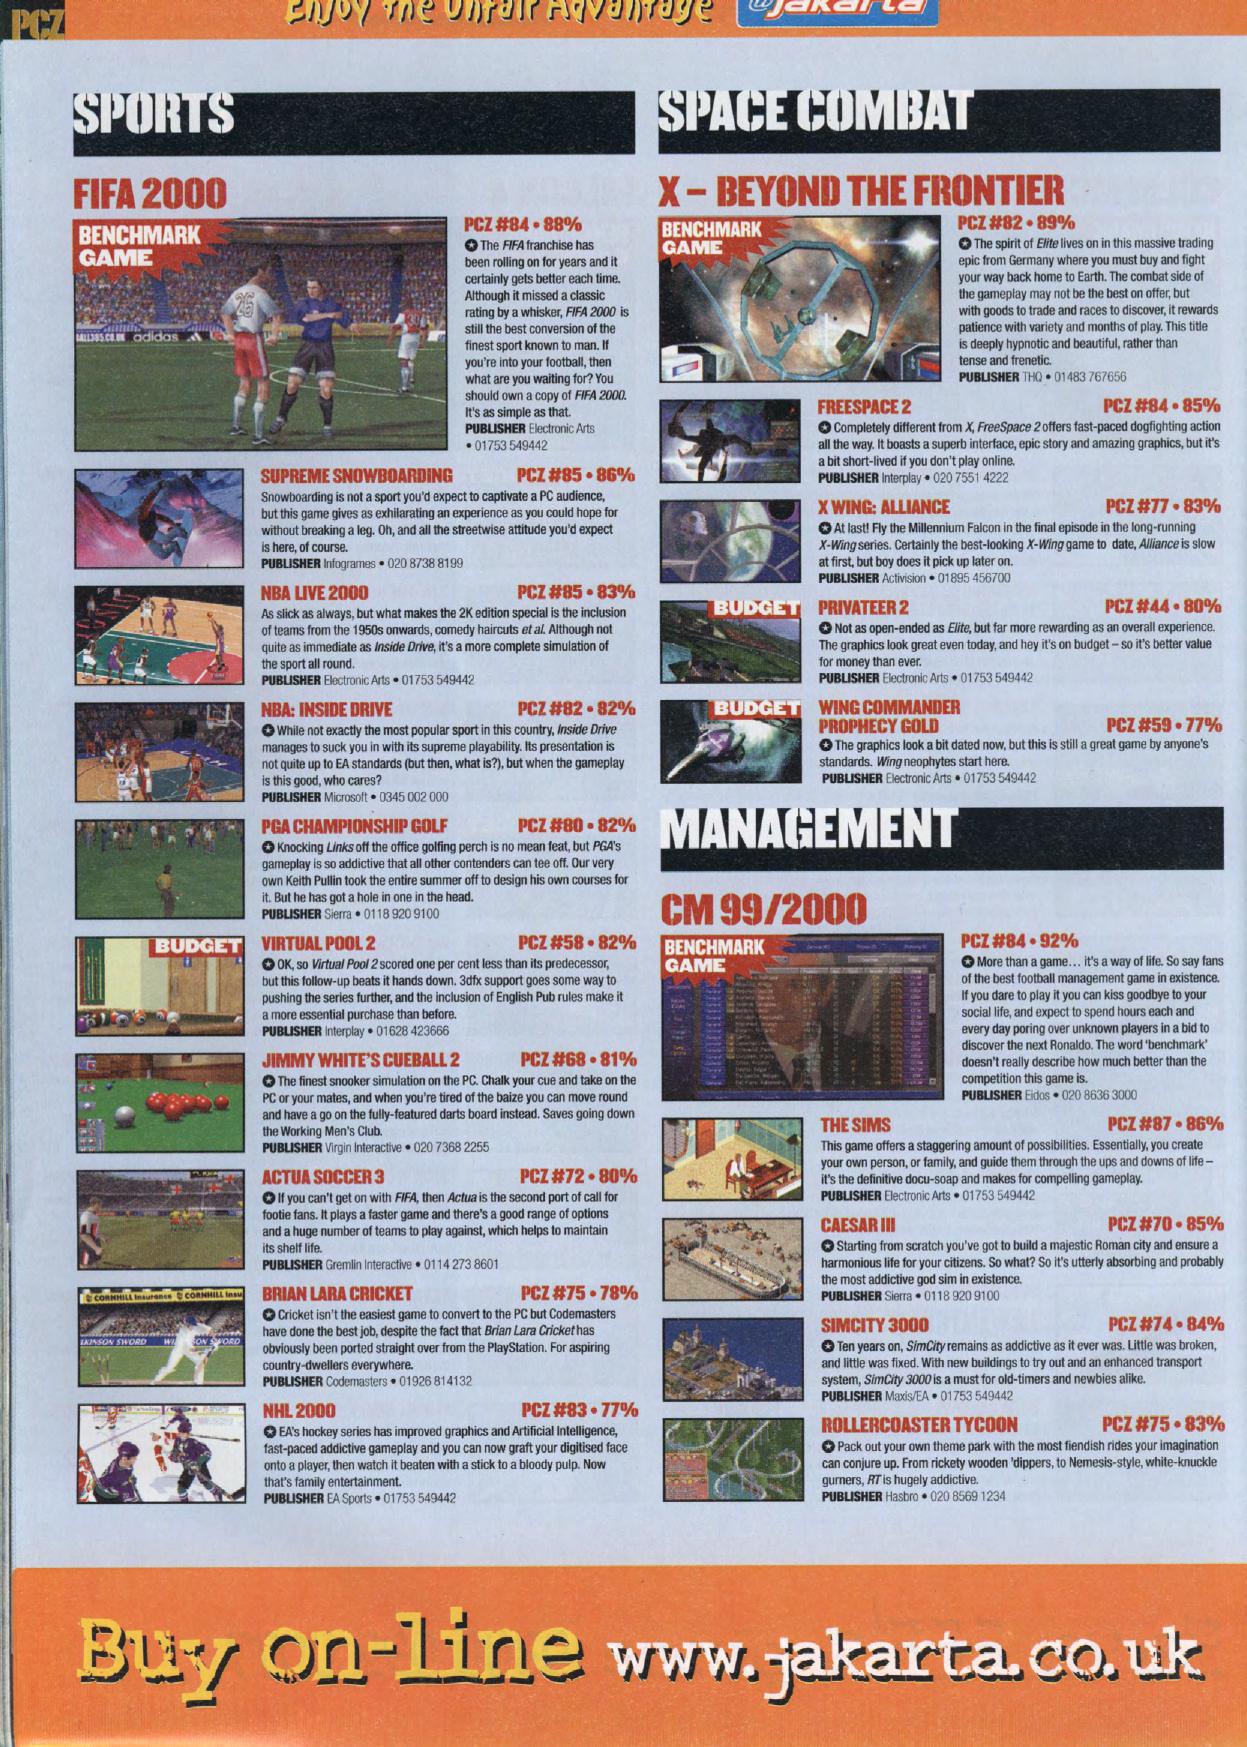 PCZ
Enjoy the Unfair Advantage
@jakarta
SPORTS
FIFA 2000
BENCHMARK
GAME
adidas
PCZ #84 • 88%
The FIFA franchise has
been rolling on for years and it
certainly gets better each time.
Although it missed a classic
rating by a whisker, FIFA 2000 is
still the best conversion of the
finest sport known to man. If
you're into your football, then
what are you waiting for? You
should own a copy of FIFA 2000.
It's as simple as that.
PUBLISHER Electronic Arts
• 01753 549442
SUPREME SNOWBOARDING PCZ #85 • 86%
Snowboarding is not a sport you'd expect to captivate a PC audience,
but this game gives as exhilarating an experience as you could hope for
without breaking a leg. Oh, and all the streetwise attitude you'd expect
is here, of course.
PUBLISHER Infogrames • 020 8738 8199
NBA LIVE 2000 PCZ #85 • 83%
As slick as always, but what makes the 2K edition special is the inclusion
of teams from the 1950s onwards, comedy haircuts et al. Although not
quite as immediate as Inside Drive, it's a more complete simulation of
the sport all round.
PUBLISHER Electronic Arts • 01753 549442
NBA: INSIDE DRIVE PCZ #82 • 82%
While not exactly the most popular sport in this country, Inside Drive
manages to suck you in with its supreme playability. Its presentation is
not quite up to EA standards (but then, what is?), but when the gameplay
is this good, who cares?
PUBLISHER Microsoft • 0345 002 000
PGA CHAMPIONSHIP GOLF PCZ #80 • 82%
Knocking Links off the office golfing perch is no mean feat, but PGA's
gameplay is so addictive that all other contenders can tee off. Our very
own Keith Pullin took the entire summer off to design his own courses for
it. But he has got a hole in one in the head.
PUBLISHER Sierra • 0118 920 9100
BUDGET
VIRTUAL POOL 2 PCZ #58 • 82%
OK, so Virtual Pool 2 scored one per cent less than its predecessor,
but this follow-up beats it hands down. 3dfx support goes some way to
pushing the series further, and the inclusion of English Pub rules make it
a more essential purchase than before.
PUBLISHER Interplay • 01628 423666
JIMMY WHITE'S CUEBALL 2 PCZ #68 • 81%
The finest snooker simulation on the PC. Chalk your cue and take on the
PC or your mates, and when you're tired of the baize you can move round
and have a go on the fully-featured darts board instead. Saves going down
the Working Men's Club.
PUBLISHER Virgin Interactive • 020 7368 2255
ACTUA SOCCER 3 PCZ #72 • 80%
If you can't get on with FIFA, then Actua is the second port of call for
footie fans. It plays a faster game and there's a good range of options
and a huge number of teams to play against, which helps to maintain
its shelf life.
PUBLISHER Gremlin Interactive • 0114 273 8601
CORNHILL Insurance CORNHILL Insu
KINSON SWORD
BRIAN LARA CRICKET PCZ #75 • 78%
Cricket isn't the easiest game to convert to the PC but Codemasters
have done the best job, despite the fact that Brian Lara Cricket has
obviously been ported straight over from the PlayStation. For aspiring
country-dwellers everywhere.
PUBLISHER Codemasters • 01926 814132
NHL 2000 PCZ #83 • 77%
EA's hockey series has improved graphics and Artificial Intelligence,
fast-paced addictive gameplay and you can now graft your digitised face
onto a player, then watch it beaten with a stick to a bloody pulp. Now
that's family entertainment.
PUBLISHER EA Sports • 01753 549442
SPACE COMBAT
X – BEYOND THE FRONTIER
BENCHMARK
GAME
PCZ #82 • 89%
The spirit of Elite lives on in this massive trading
epic from Germany where you must buy and fight
your way back home to Earth. The combat side of
the gameplay may not be the best on offer, but
with goods to trade and races to discover, it rewards
patience with variety and months of play. This title
is deeply hypnotic and beautiful, rather than
tense and frenetic.
PUBLISHER THQ • 01483 767656
FREESPACE 2 PCZ #84 • 85%
Completely different from X, FreeSpace 2 offers fast-paced dogfighting action
all the way. It boasts a superb interface, epic story and amazing graphics, but it's
a bit short-lived if you don't play online.
PUBLISHER Interplay • 020 7551 4222
X WING: ALLIANCE PCZ #77 • 83%
At last! Fly the Millennium Falcon in the final episode in the long-running
X-Wing series. Certainly the best-looking X-Wing game to date, Alliance is slow
at first, but boy does it pick up later on.
PUBLISHER Activision • 01895 456700
BUDGET
PRIVATEER 2 PCZ #44 • 80%
Not as open-ended as Elite, but far more rewarding as an overall experience.
The graphics look great even today, and hey it's on budget – so it's better value
for money than ever.
PUBLISHER Electronic Arts • 01753 549442
BUDGET
WING COMMANDER
PROPHECY GOLD PCZ #59 • 77%
The graphics look a bit dated now, but this is still a great game by anyone's
standards. Wing neophytes start here.
PUBLISHER Electronic Arts • 01753 549442
MANAGEMENT
CM 99/2000
BENCHMARK
GAME
PCZ #84 • 92%
More than a game... it's a way of life. So say fans
of the best football management game in existence.
If you dare to play it you can kiss goodbye to your
social life, and expect to spend hours each and
every day poring over unknown players in a bid to
discover the next Ronaldo. The word 'benchmark'
doesn't really describe how much better than the
competition this game is.
PUBLISHER Eidos • 020 8636 3000
THE SIMS PCZ #87 • 86%
This game offers a staggering amount of possibilities. Essentially, you create
your own person, or family, and guide them through the ups and downs of life –
it's the definitive docu-soap and makes for compelling gameplay.
PUBLISHER Electronic Arts • 01753 549442
CAESAR III PCZ #70 • 85%
Starting from scratch you've got to build a majestic Roman city and ensure a
harmonious life for your citizens. So what? So it's utterly absorbing and probably
the most addictive god sim in existence.
PUBLISHER Sierra • 0118 920 9100
SIMCITY 3000 PCZ #74 • 84%
Ten years on, SimCity remains as addictive as it ever was. Little was broken,
and little was fixed. With new buildings to try out and an enhanced transport
system, SimCity 3000 is a must for old-timers and newbies alike.
PUBLISHER Maxis/EA • 01753 549442
ROLLERCOASTER TYCOON PCZ #75 • 83%
Pack out your own theme park with the most fiendish rides your imagination
can conjure up. From rickety wooden 'dippers, to Nemesis-style, white-knuckle
gurners, RT is hugely addictive.
PUBLISHER Hasbro • 020 8569 1234
Buy on-line www.jakarta.co.uk